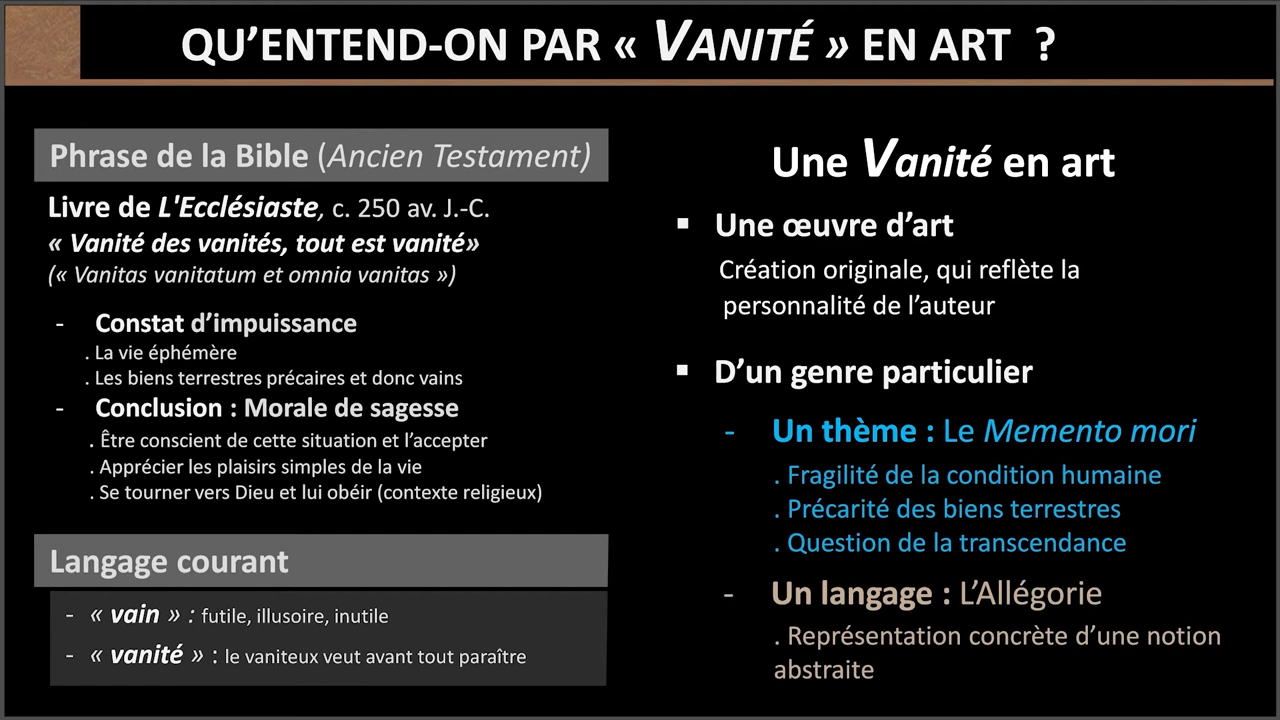 QU’ENTEND-ON PAR « VANITÉ » EN ART ?
Phrase de la Bible (Ancien Testament)
Livre de L'Ecclésiaste, c. 250 av. J.-C.
« Vanité des vanités, tout est vanité»
(« Vanitas vanitatum et omnia vanitas »)
- Constat d’impuissance
. La vie éphémère
. Les biens terrestres précaires et donc vains
- Conclusion : Morale de sagesse
. Être conscient de cette situation et l’accepter
. Apprécier les plaisirs simples de la vie
. Se tourner vers Dieu et lui obéir (contexte religieux)
Langage courant
- « vain » : futile, illusoire, inutile
- « vanité » : le vaniteux veut avant tout paraître
Une Vanité en art
▪ Une œuvre d’art
Création originale, qui reflète la
personnalité de l’auteur
▪ D’un genre particulier
- Un thème : Le Memento mori
. Fragilité de la condition humaine
. Précarité des biens terrestres
. Question de la transcendance
- Un langage : L’Allégorie
. Représentation concrète d’une notion
abstraite